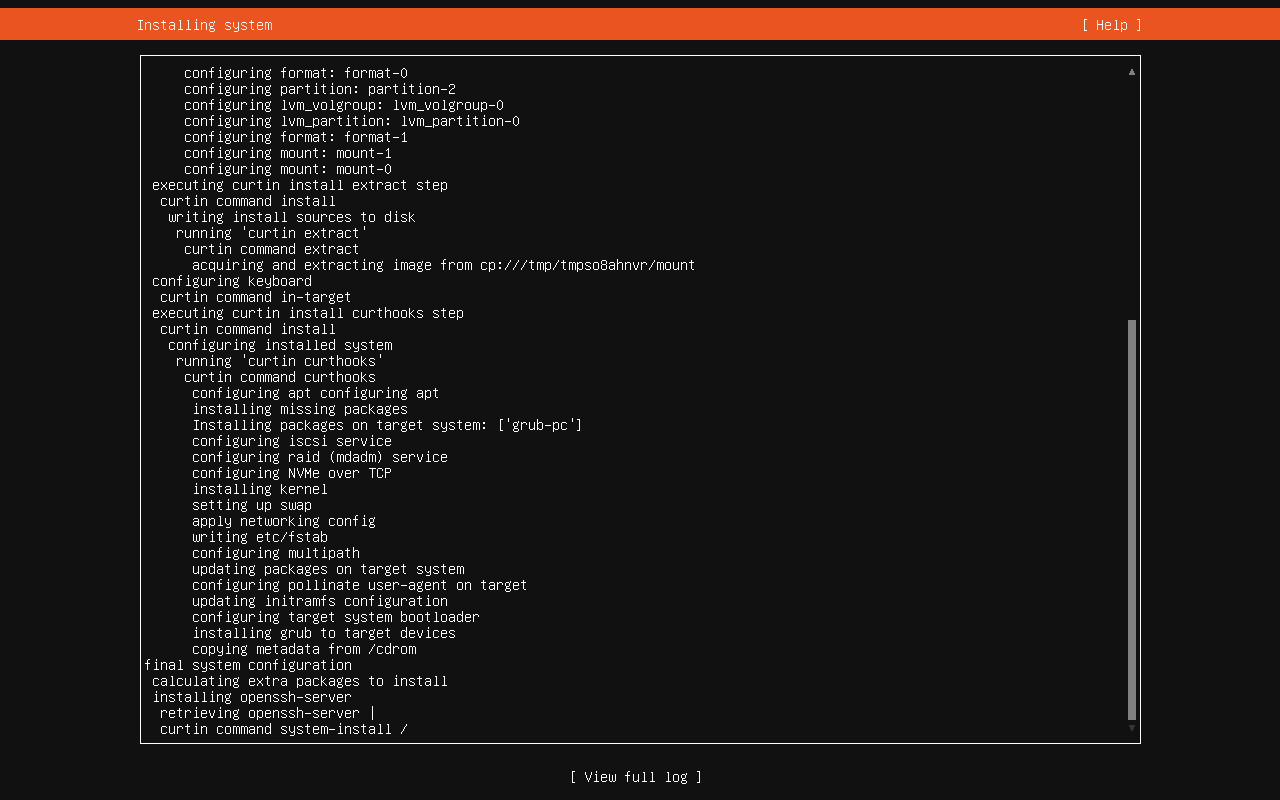 Installing system
[ Help ]
configuring format: format-0
configuring partition: partition-2
configuring lvm_volgroup: lvm_volgroup-0
configuring lvm_partition: lvm_partition-0
configuring format: format-1
configuring mount: mount-1
configuring mount: mount-0
executing curtin install extract step
curtin command install
writing install sources to disk
running 'curtin extract'
curtin command extract
acquiring and extracting image from cp:///tmp/tmpso8ahnvr/mount
configuring keyboard
curtin command in-target
executing curtin install curthooks step
curtin command install
configuring installed system
running 'curtin curthooks'
curtin command curthooks
configuring apt configuring apt
installing missing packages
Installing packages on target system: ['grub-pc']
configuring iscsi service
configuring raid (mdadm) service
configuring NVMe over TCP
installing kernel
setting up swap
apply networking config
writing etc/fstab
configuring multipath
updating packages on target system
configuring pollinate user-agent on target
updating initramfs configuration
configuring target system bootloader
installing grub to target devices
copying metadata from /cdrom
final system configuration
calculating extra packages to install
installing openssh-server
retrieving openssh-server |
curtin command system-install /
[ View full log ]